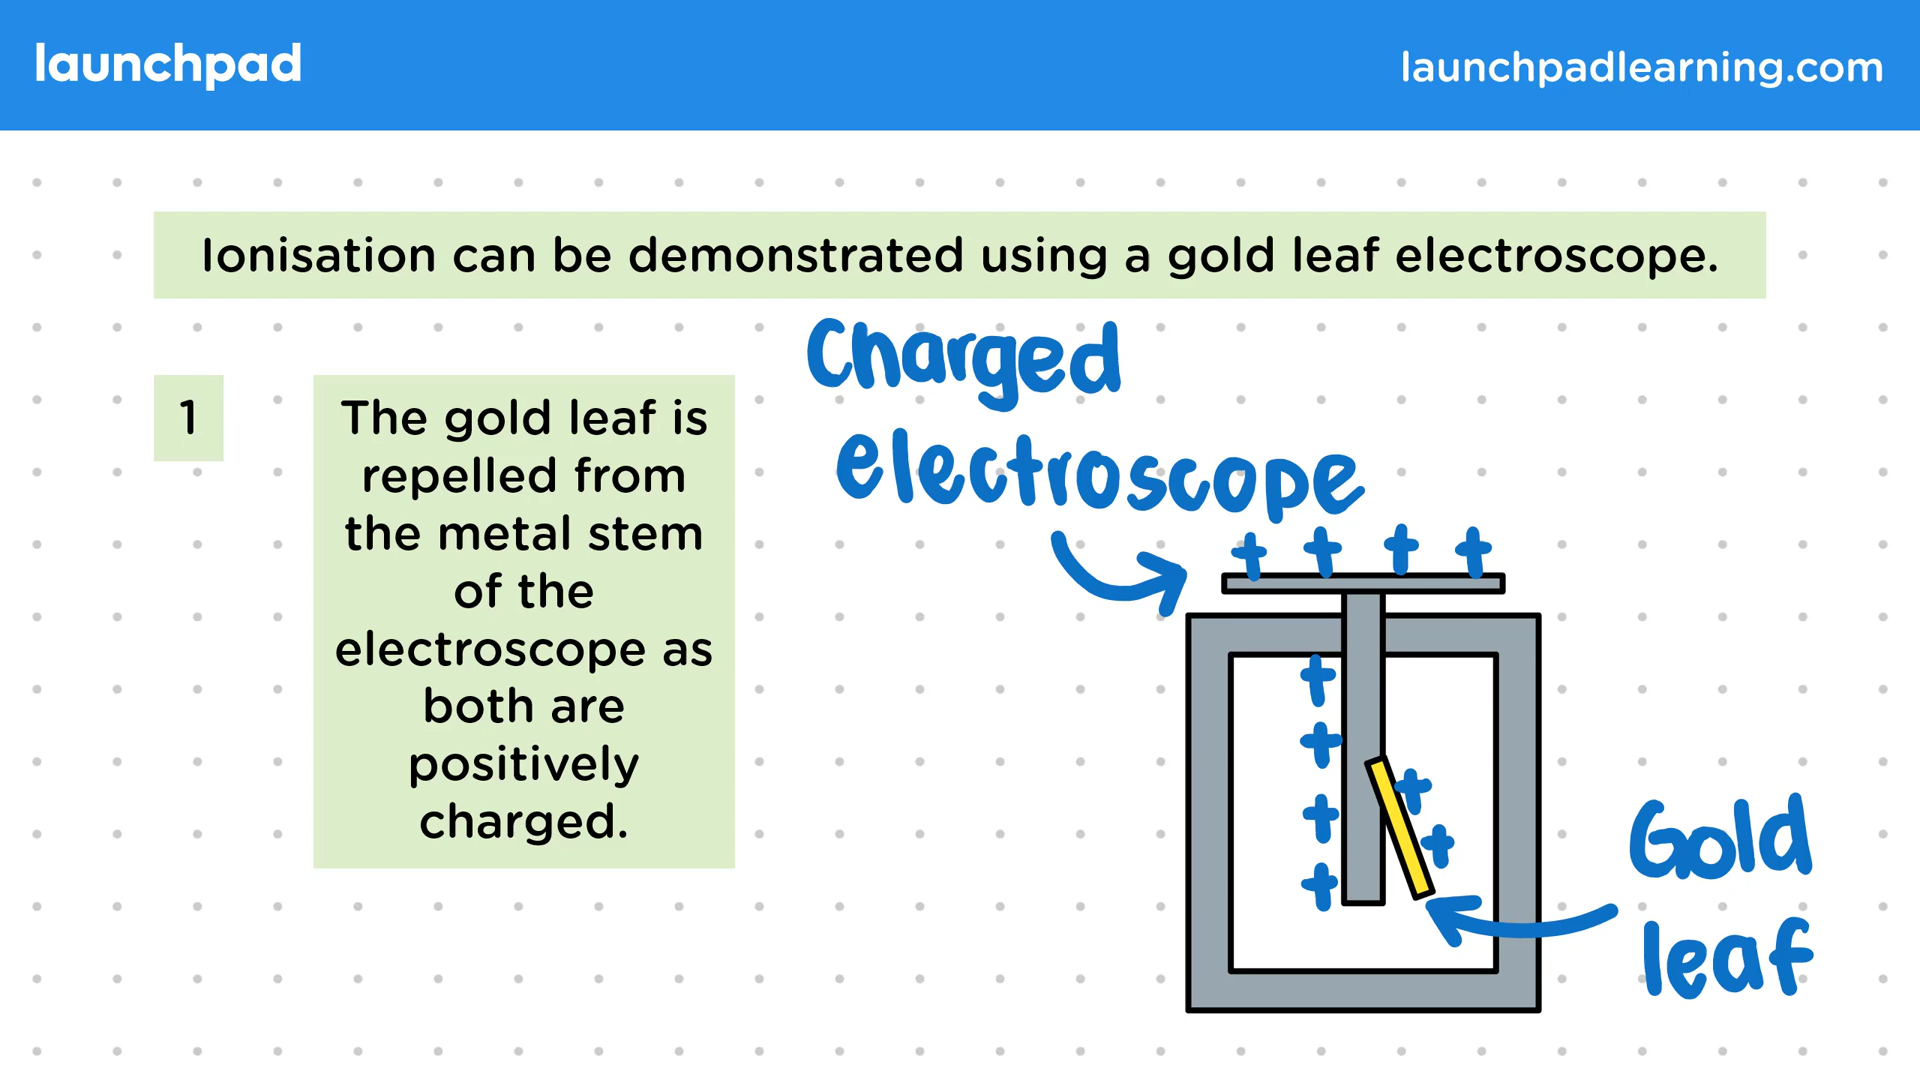 launchpad
launchpadlearning.com
Ionisation can be demonstrated using a gold leaf electroscope.
1
The gold leaf is
repelled from
the metal stem
of the
electroscope as
both are
positively
charged.
Charged
electroscope
+ + + +
+
+
+
+
+
+
Gold
leaf